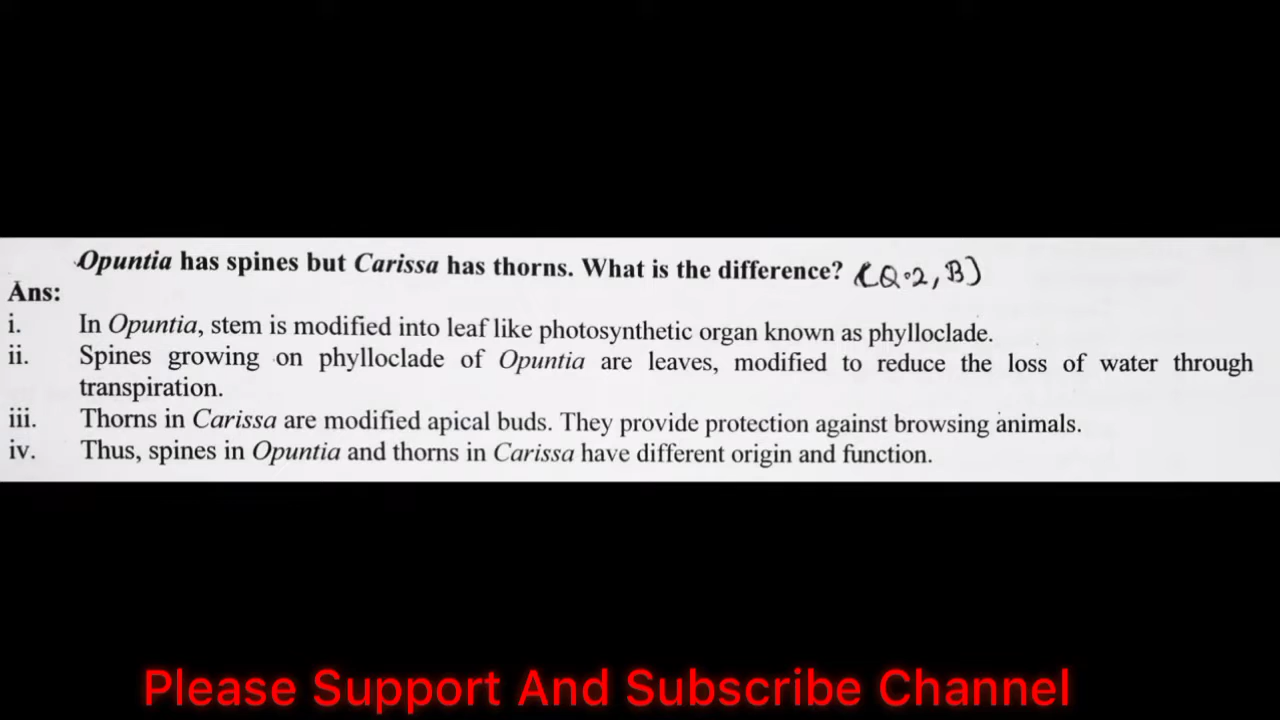 Opuntia has spines but Carissa has thorns. What is the difference? (Q.2, B)
Ans:
i. In Opuntia, stem is modified into leaf like photosynthetic organ known as phylloclade.
ii. Spines growing on phylloclade of Opuntia are leaves, modified to reduce the loss of water through
transpiration.
iii. Thorns in Carissa are modified apical buds. They provide protection against browsing animals.
iv. Thus, spines in Opuntia and thorns in Carissa have different origin and function.
Please Support And Subscribe Channel